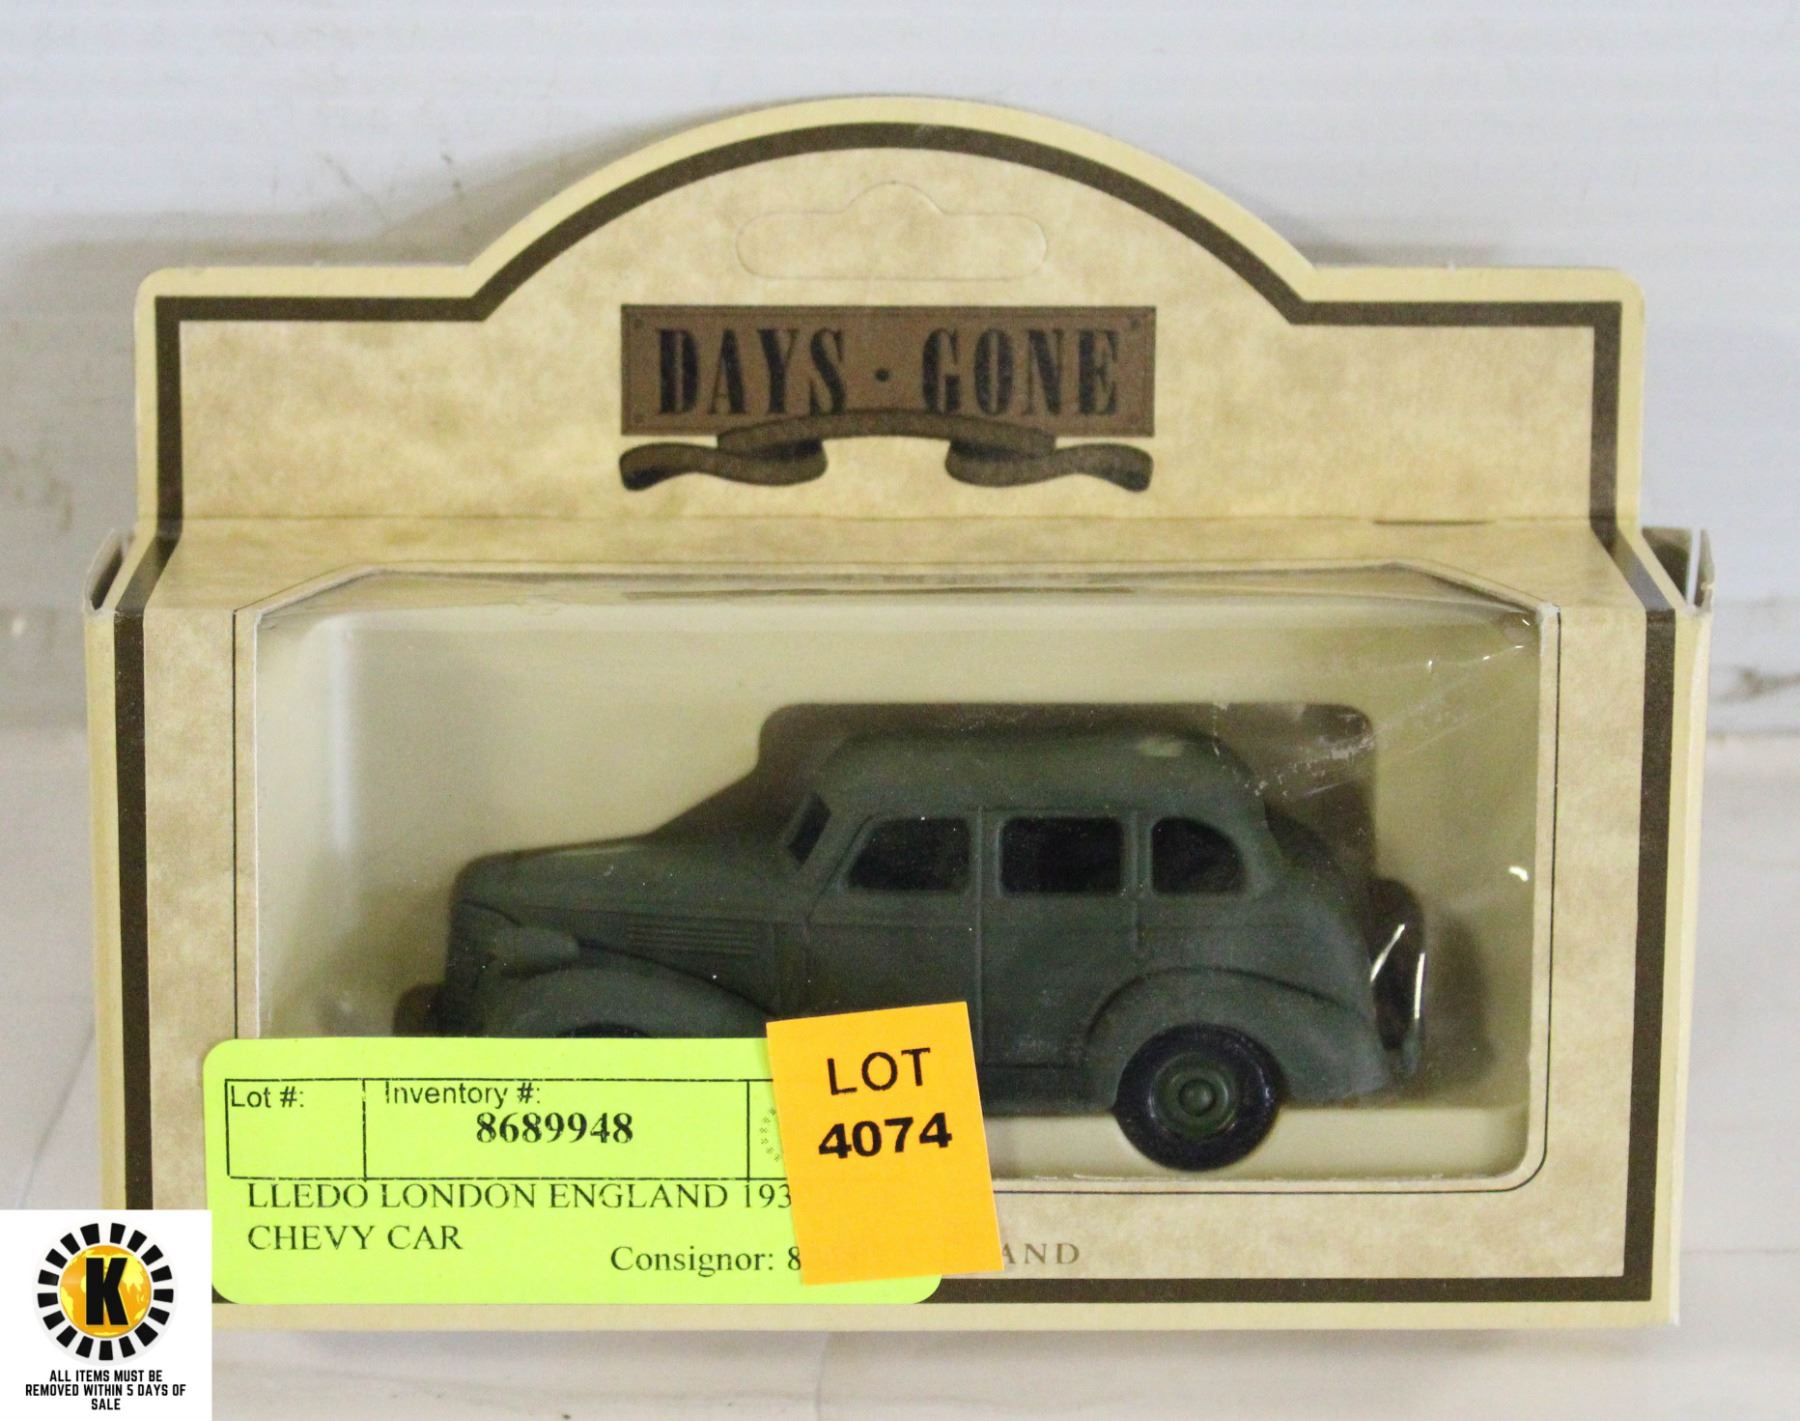 DAYS · GONE
LOT
4074
Lot #:
Inventory #:
8689948
LLEDO LONDON ENGLAND 193
CHEVY CAR
Consignor: 8
K
ALL ITEMS MUST BE
REMOVED WITHIN 5 DAYS OF
SALE